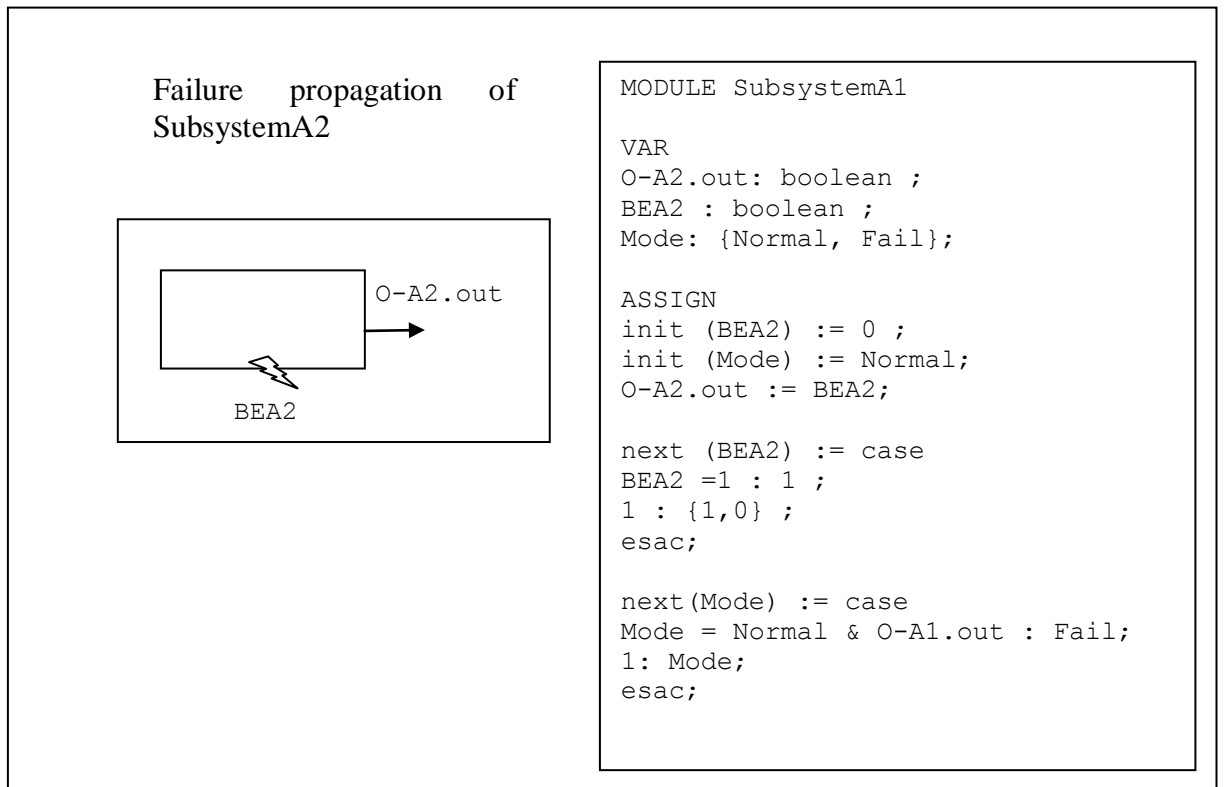 Failure propagation of
SubsystemA2
O-A2.out
BEA2
MODULE SubsystemA1
VAR
O-A2.out: boolean ;
BEA2 : boolean ;
Mode: {Normal, Fail};
ASSIGN
init (BEA2) := 0 ;
init (Mode) := Normal;
O-A2.out := BEA2;
next (BEA2) := case
BEA2 =1 : 1 ;
1 : {1,0} ;
esac;
next(Mode) := case
Mode = Normal & O-A1.out : Fail;
1: Mode;
esac;